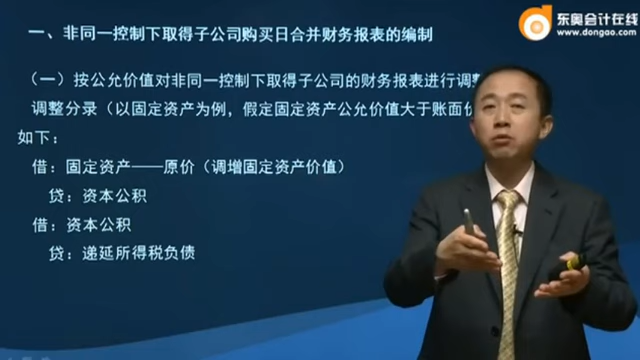 东奥会计在线
www.dongao.com
一、非同一控制下取得子公司购买日合并财务报表的编制
（一）按公允价值对非同一控制下取得子公司的财务报表进行调整
调整分录（以固定资产为例，假定固定资产公允价值大于账面价
如下：
借：固定资产——原价（调增固定资产价值）
贷：资本公积
借：资本公积
贷：递延所得税负债